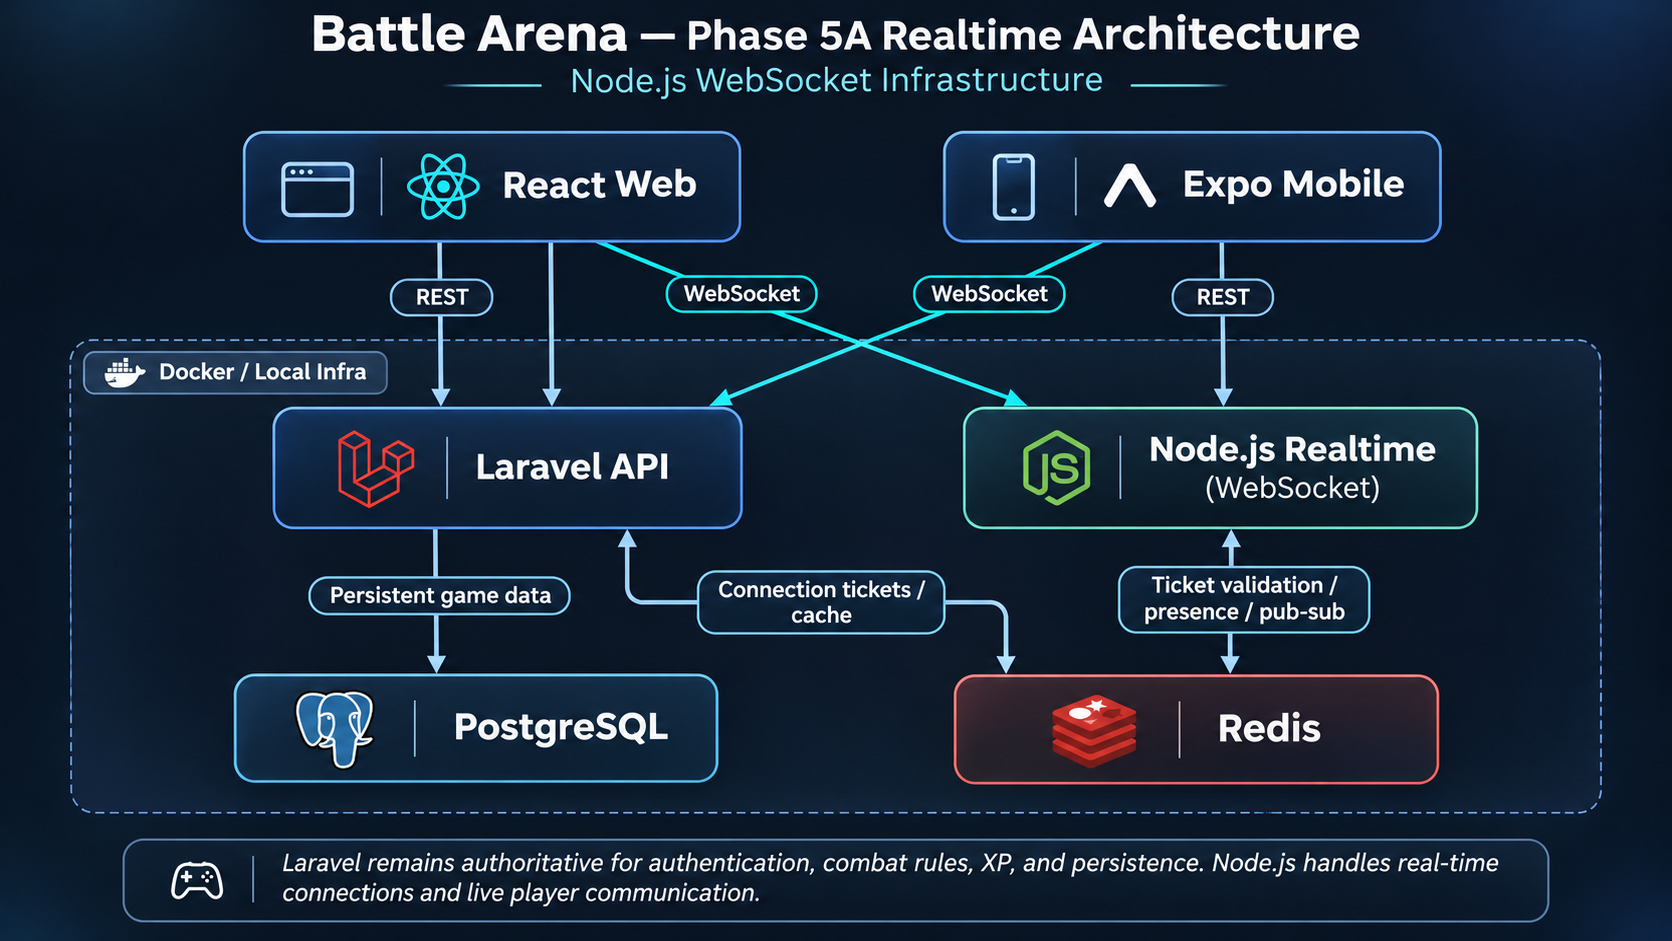 Battle Arena — Phase 5A Realtime Architecture
Node.js WebSocket Infrastructure
React Web
Expo Mobile
REST
WebSocket
WebSocket
REST
Docker / Local Infra
Laravel API
JS
Node.js Realtime
(WebSocket)
Persistent game data
Connection tickets /
cache
Ticket validation /
presence / pub-sub
PostgreSQL
Redis
Laravel remains authoritative for authentication, combat rules, XP, and persistence. Node.js handles real-time
connections and live player communication.